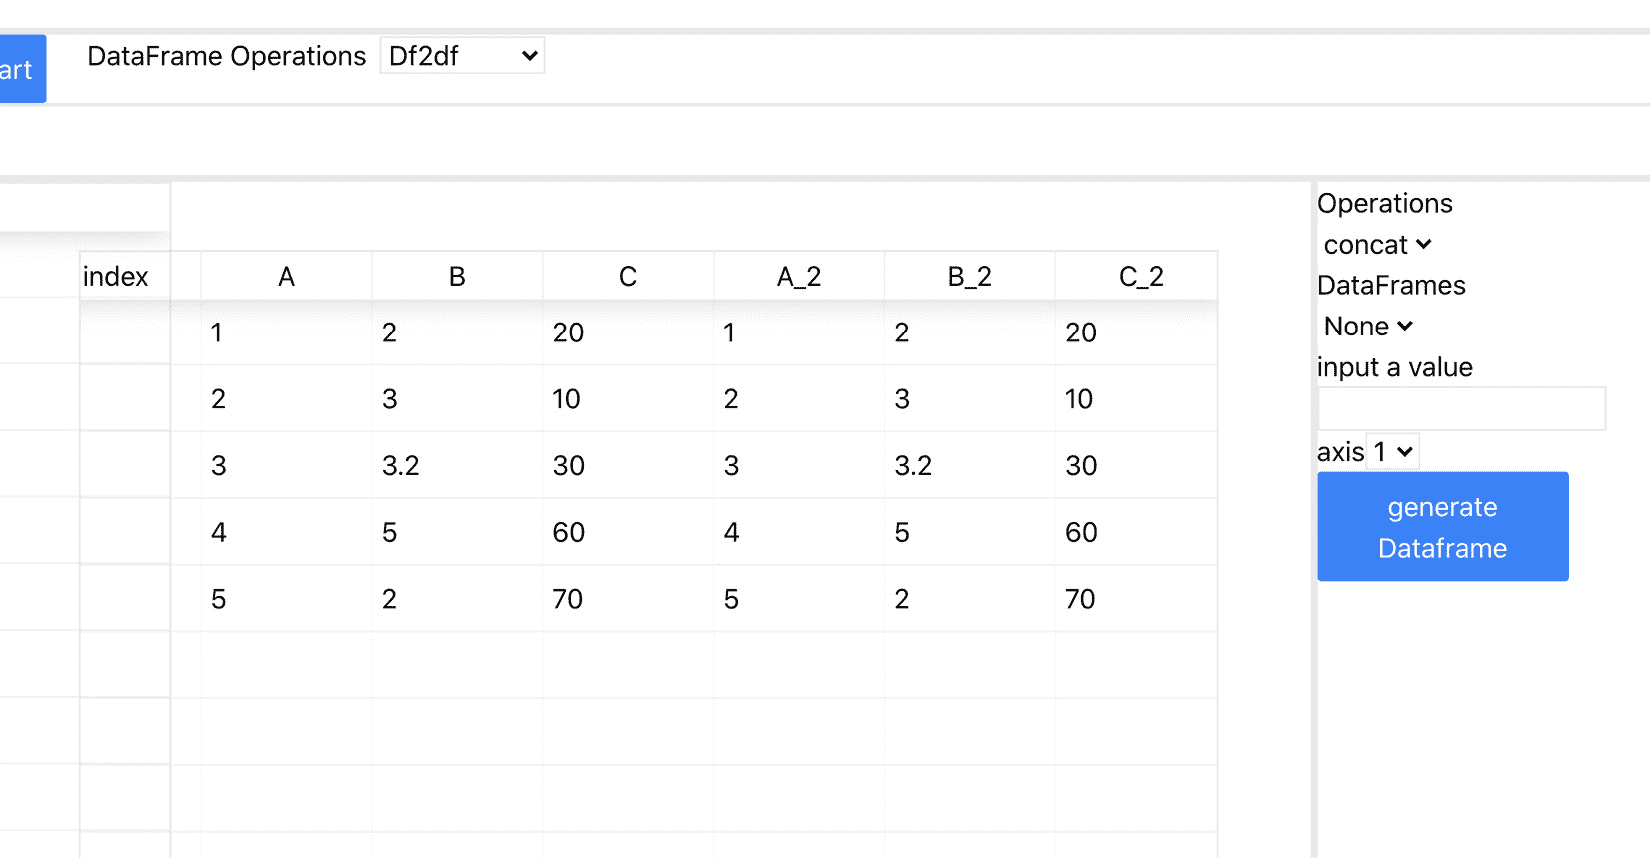 art DataFrame Operations Df2df
index A B C A_2 B_2 C_2
1 2 20 1 2 20
2 3 10 2 3 10
3 3.2 30 3 3.2 30
4 5 60 4 5 60
5 2 70 5 2 70
Operations
concat
DataFrames
None
input a value
axis 1
generate
Dataframe